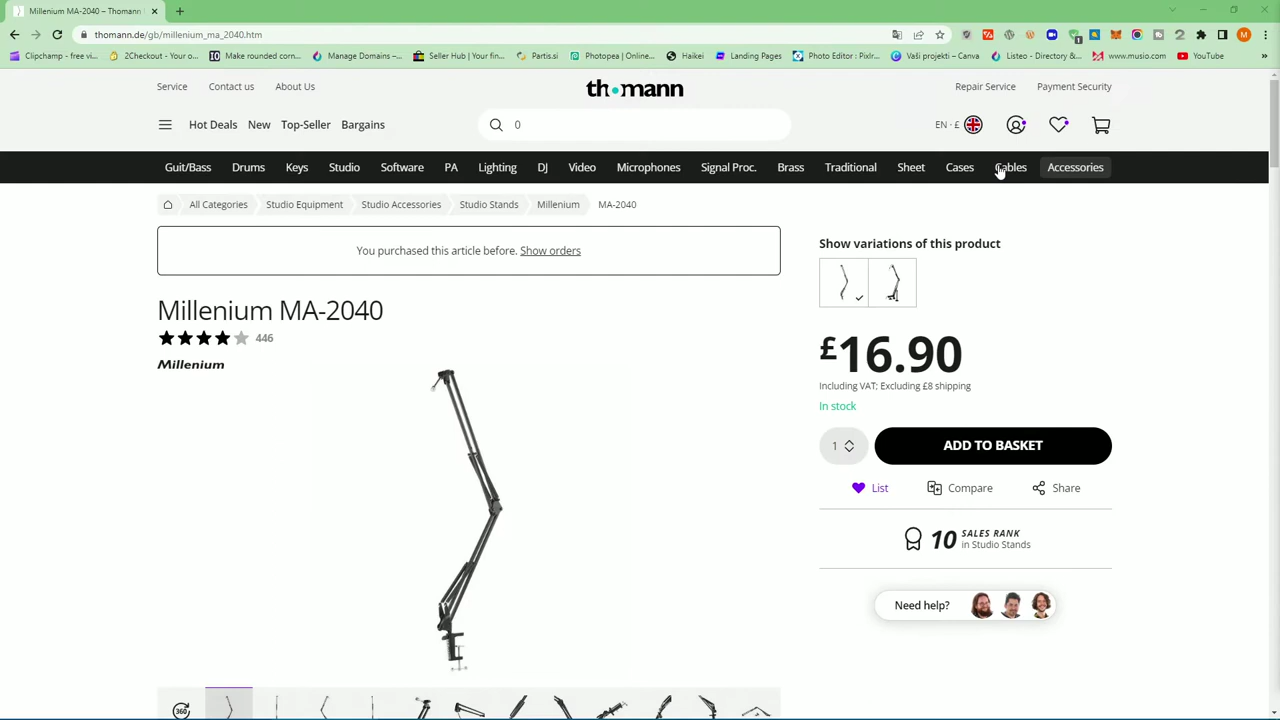 Millenium MA-2040 – Thomann U
thomann.de/gb/millenium_ma_2040.htm
M
Clipchamp - free vi...
2Checkout - Your o...
Make rounded corn...
Manage Domains -...
Seller Hub | Your fin...
Partis.si
Photopea | Online...
Haikei
Landing Pages
Photo Editor : Pixlr...
Vaši projekti – Canva
Listeo - Directory &...
www.musio.com
YouTube
Service Contact us About Us
th•mann
Repair Service Payment Security
Hot Deals New Top-Seller Bargains
0
EN · £
Guit/Bass Drums Keys Studio Software PA Lighting DJ Video Microphones Signal Proc. Brass Traditional Sheet Cases Cables Accessories
All Categories Studio Equipment Studio Accessories Studio Stands Millenium MA-2040
You purchased this article before. Show orders
Millenium MA-2040
446
Millenium
Show variations of this product
£16.90
Including VAT; Excluding £8 shipping
In stock
1 ADD TO BASKET
List Compare Share
10 SALES RANK
in Studio Stands
Need help?
360